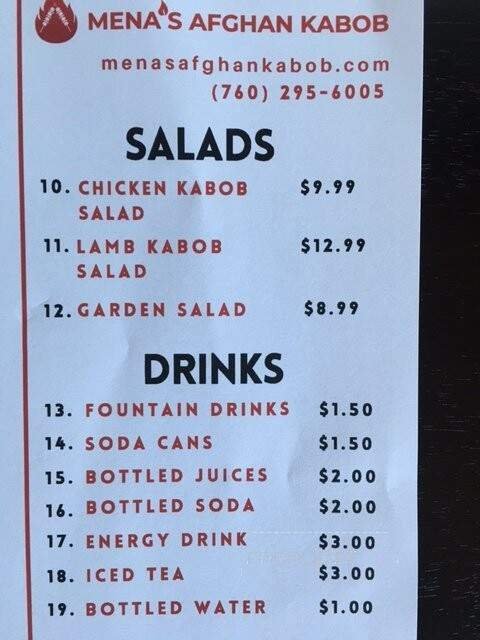 MENA'S AFGHAN KABOB
menasafghankabob.com
(760) 295-6005
SALADS
10. CHICKEN KABOB SALAD $9.99
11. LAMB KABOB SALAD $12.99
12. GARDEN SALAD $8.99
DRINKS
13. FOUNTAIN DRINKS $1.50
14. SODA CANS $1.50
15. BOTTLED JUICES $2.00
16. BOTTLED SODA $2.00
17. ENERGY DRINK $3.00
18. ICED TEA $3.00
19. BOTTLED WATER $1.00